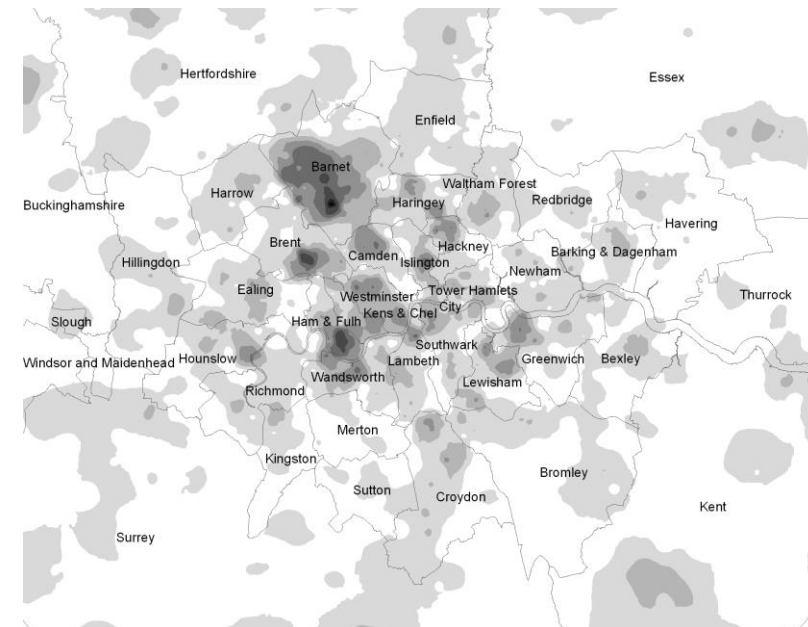 Hertfordshire
Essex
Enfield
Barnet
Waltham Forest
Harrow
Haringey
Redbridge
Buckinghamshire
Havering
Brent
Hackney
Camden
Barking & Dagenham
Hillingdon
Islington
Newham
Ealing
Tower Hamlets
Westminster
Thurrock
City
Kens & Chel
Slough
Ham & Fulh
Southwark
Windsor and Maidenhead
Hounslow
Lambeth
Greenwich
Bexley
Wandsworth
Lewisham
Richmond
Merton
Kingston
Bromley
Sutton
Croydon
Kent
Surrey